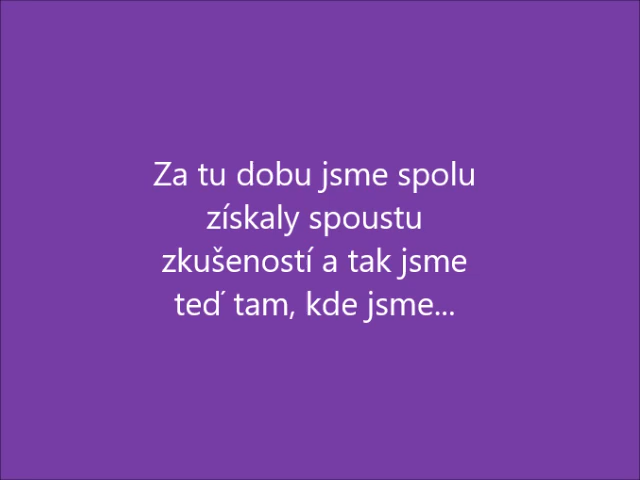 Za tu dobu jsme spolu
získaly spoustu
zkušeností a tak jsme
teď tam, kde jsme...